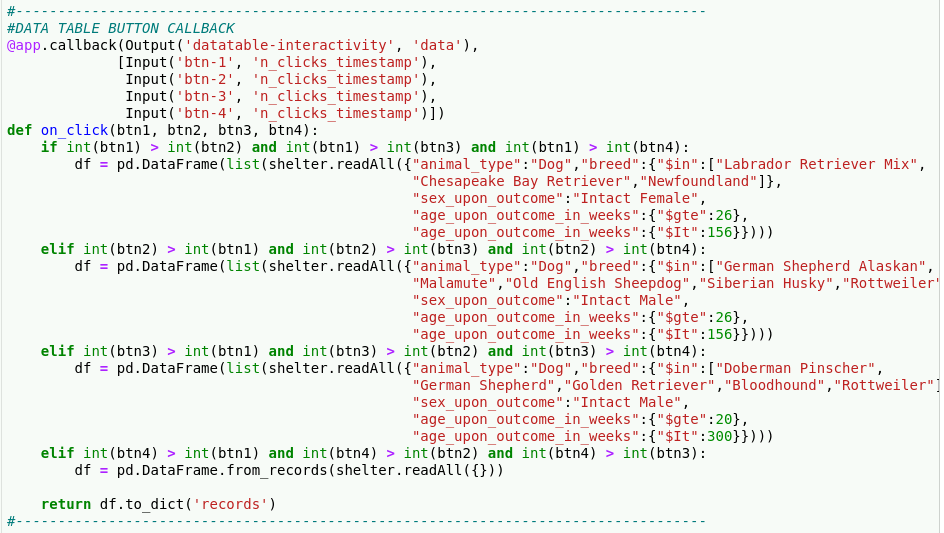 #----------------------------------------------------------------------------------
#DATA TABLE BUTTON CALLBACK
@app.callback(Output('datatable-interactivity', 'data'),
             [Input('btn-1', 'n_clicks_timestamp'),
              Input('btn-2', 'n_clicks_timestamp'),
              Input('btn-3', 'n_clicks_timestamp'),
              Input('btn-4', 'n_clicks_timestamp')])
def on_click(btn1, btn2, btn3, btn4):
    if int(btn1) > int(btn2) and int(btn1) > int(btn3) and int(btn1) > int(btn4):
        df = pd.DataFrame(list(shelter.readAll({"animal_type":"Dog","breed":{"$in":["Labrador Retriever Mix",
                                                "Chesapeake Bay Retriever","Newfoundland"]},
                                                "sex_upon_outcome":"Intact Female",
                                                "age_upon_outcome_in_weeks":{"$gte":26},
                                                "age_upon_outcome_in_weeks":{"$It":156}})))
    elif int(btn2) > int(btn1) and int(btn2) > int(btn3) and int(btn2) > int(btn4):
        df = pd.DataFrame(list(shelter.readAll({"animal_type":"Dog","breed":{"$in":["German Shepherd Alaskan",
                                                "Malamute","Old English Sheepdog","Siberian Husky","Rottweiler"
                                                "sex_upon_outcome":"Intact Male",
                                                "age_upon_outcome_in_weeks":{"$gte":26},
                                                "age_upon_outcome_in_weeks":{"$It":156}})))
    elif int(btn3) > int(btn1) and int(btn3) > int(btn2) and int(btn3) > int(btn4):
        df = pd.DataFrame(list(shelter.readAll({"animal_type":"Dog","breed":{"$in":["Doberman Pinscher",
                                                "German Shepherd","Golden Retriever","Bloodhound","Rottweiler"]
                                                "sex_upon_outcome":"Intact Male",
                                                "age_upon_outcome_in_weeks":{"$gte":20},
                                                "age_upon_outcome_in_weeks":{"$It":300}})))
    elif int(btn4) > int(btn1) and int(btn4) > int(btn2) and int(btn4) > int(btn3):
        df = pd.DataFrame.from_records(shelter.readAll({}))
    return df.to_dict('records')
#----------------------------------------------------------------------------------